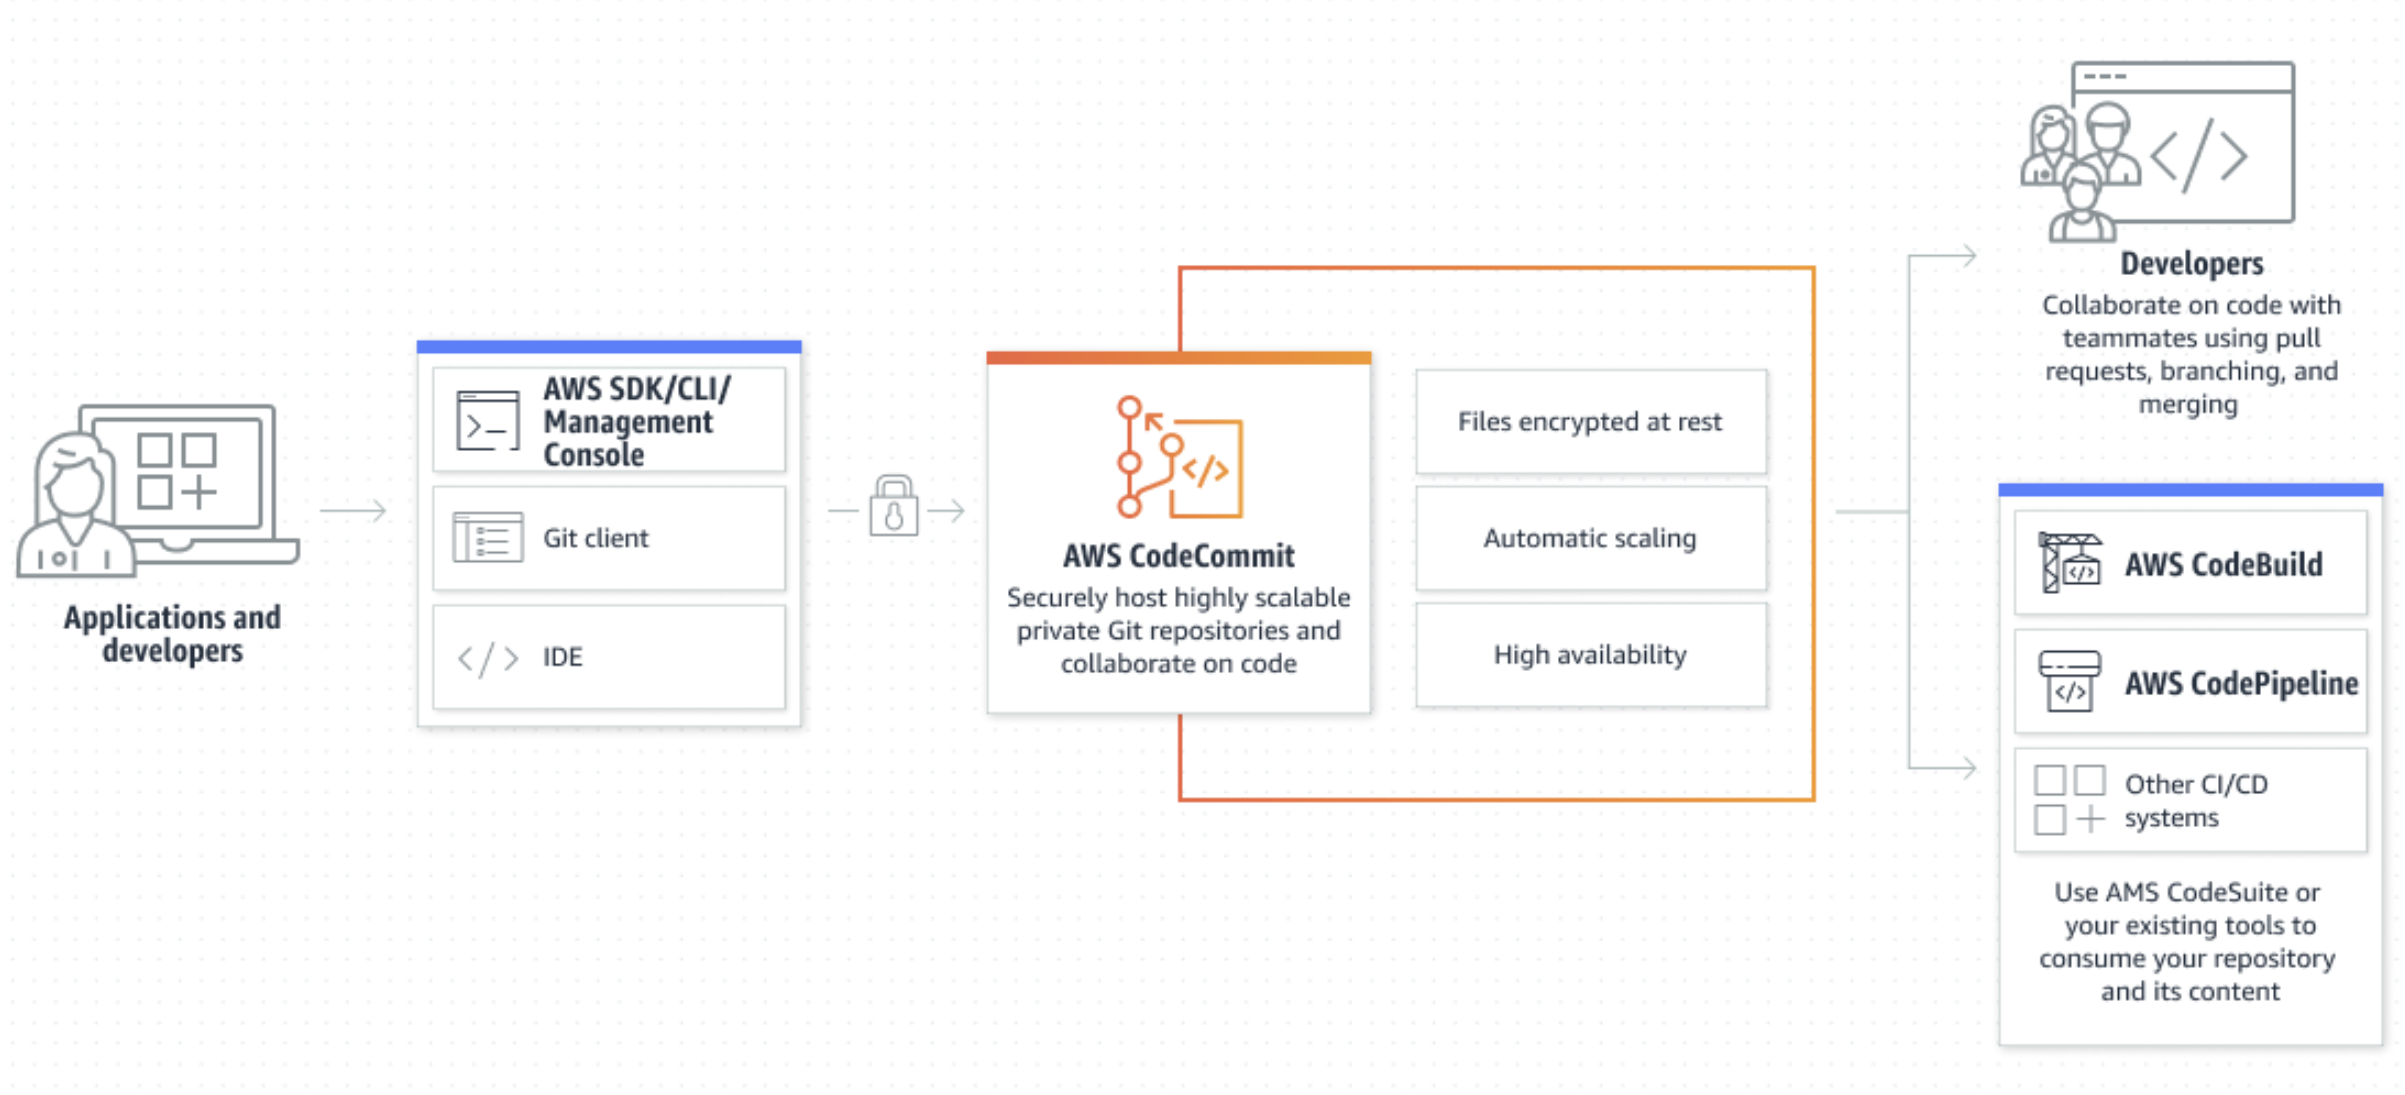 Applications and
developers
AWS SDK/CLI/
Management
Console
Git client
</> IDE
</>
AWS CodeCommit
Securely host highly scalable
private Git repositories and
collaborate on code
Files encrypted at rest
Automatic scaling
High availability
</>
Developers
Collaborate on code with
teammates using pull
requests, branching, and
merging
</>
AWS CodeBuild
</>
AWS CodePipeline
Other CI/CD
systems
Use AMS CodeSuite or
your existing tools to
consume your repository
and its content